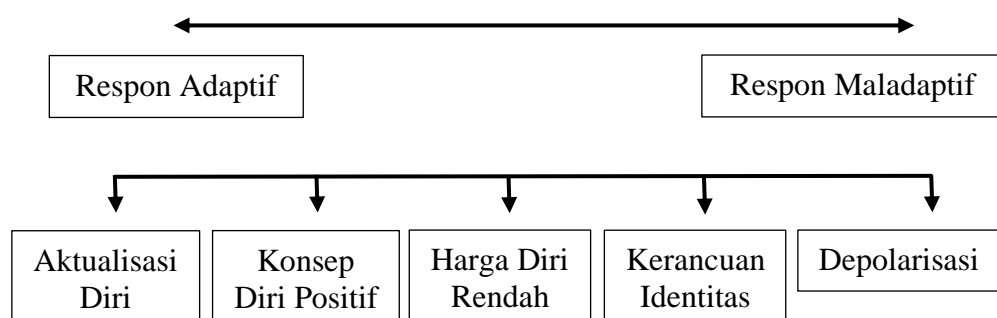 Respon Adaptif
Respon Maladaptif
Aktualisasi
Diri
Konsep
Diri Positif
Harga Diri
Rendah
Kerancuan
Identitas
Depolarisasi